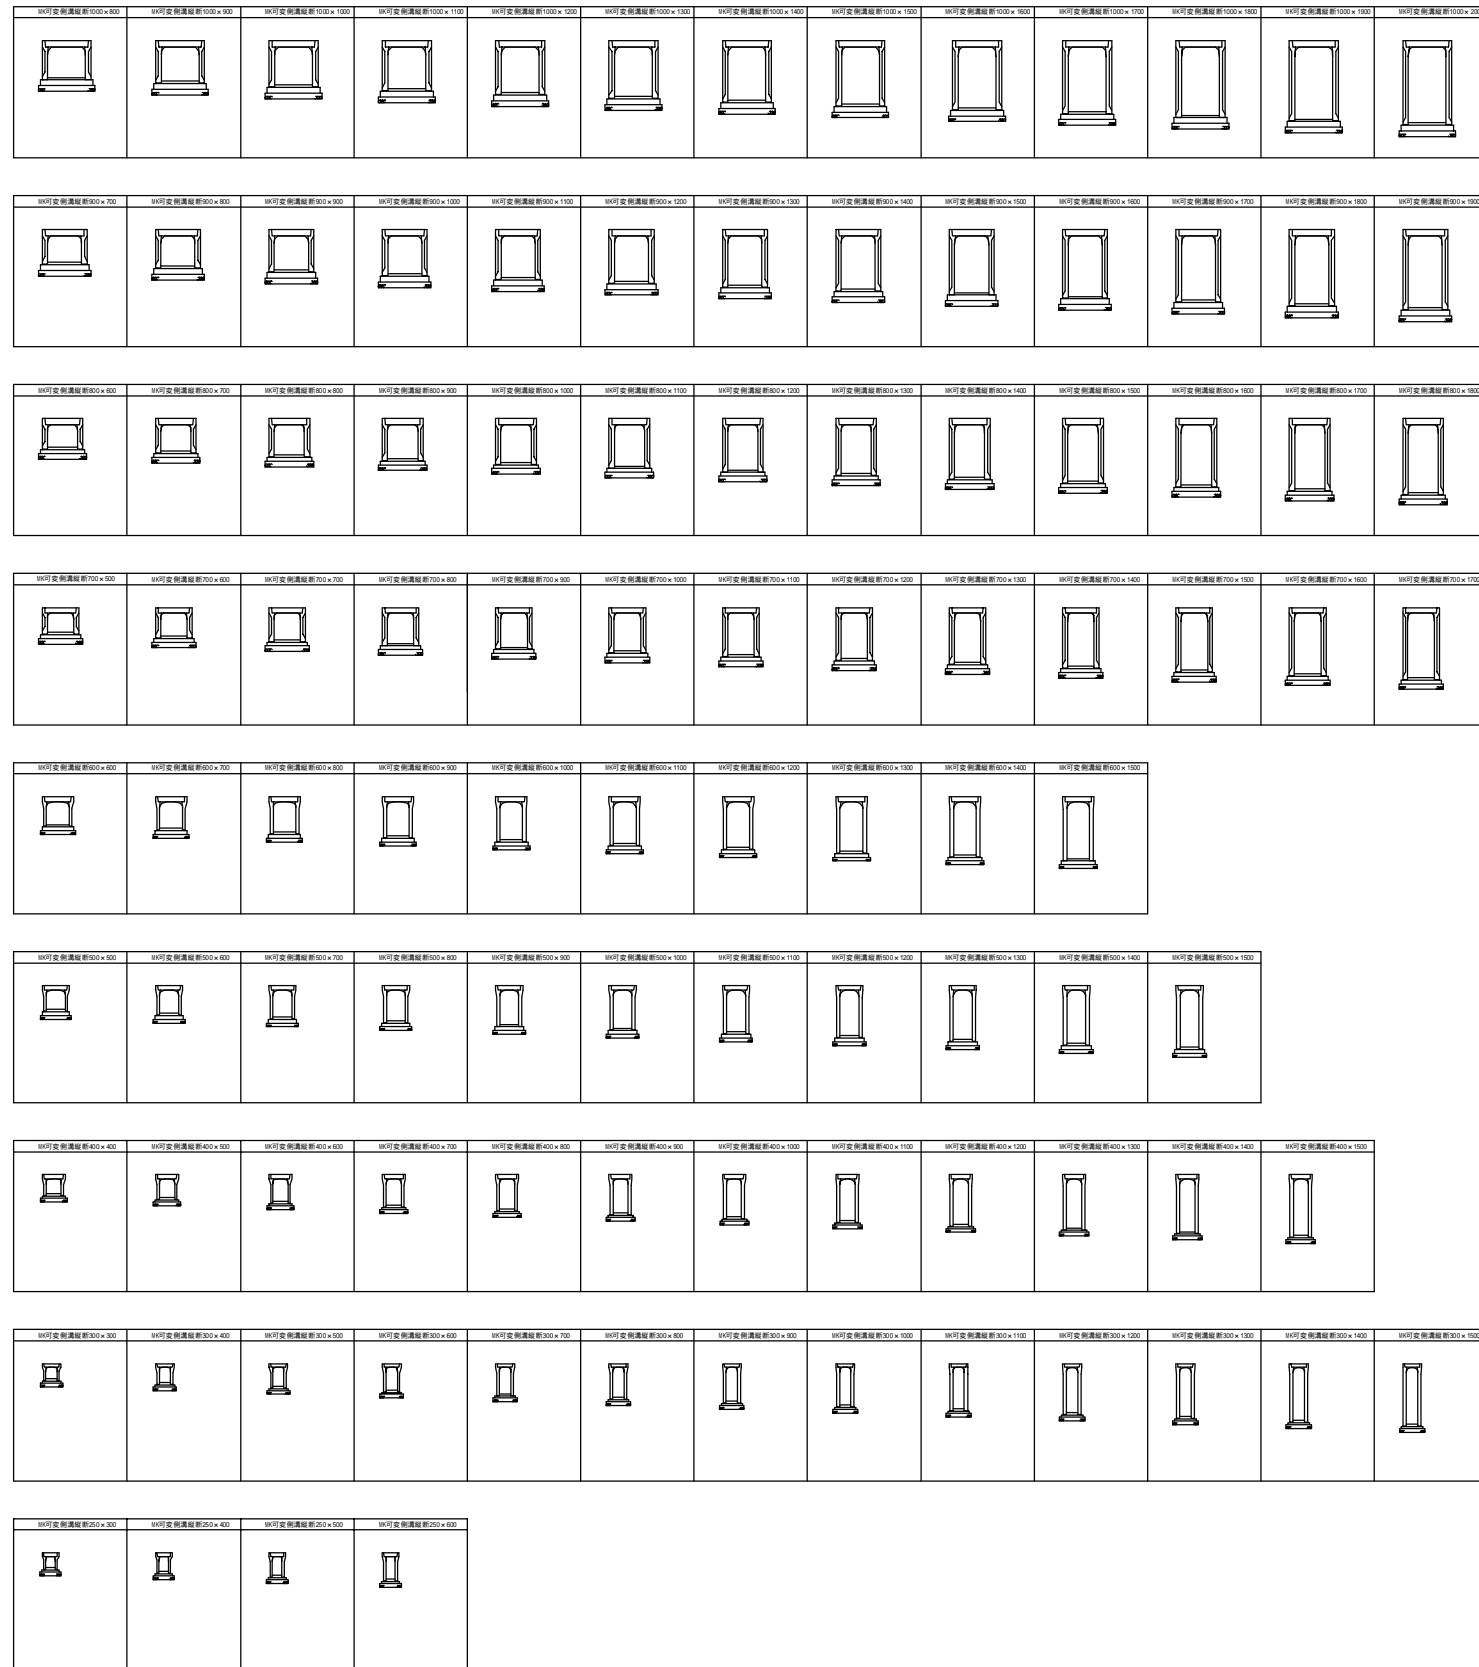 MK可変側溝縦断1000×800
MK可変側溝縦断1000×900
MK可変側溝縦断1000×1000
MK可変側溝縦断1000×1100
MK可変側溝縦断1000×1200
MK可変側溝縦断1000×1300
MK可変側溝縦断1000×1400
MK可変側溝縦断1000×1500
MK可変側溝縦断1000×1600
MK可変側溝縦断1000×1700
MK可変側溝縦断1000×1800
MK可変側溝縦断1000×1900
MK可変側溝縦断1000×200
MK可変側溝縦断900×700
MK可変側溝縦断900×800
MK可変側溝縦断900×900
MK可変側溝縦断900×1000
MK可変側溝縦断900×1100
MK可変側溝縦断900×1200
MK可変側溝縦断900×1300
MK可変側溝縦断900×1400
MK可変側溝縦断900×1500
MK可変側溝縦断900×1600
MK可変側溝縦断900×1700
MK可変側溝縦断900×1800
MK可変側溝縦断900×1900
MK可変側溝縦断800×600
MK可変側溝縦断800×700
MK可変側溝縦断800×800
MK可変側溝縦断800×900
MK可変側溝縦断800×1000
MK可変側溝縦断800×1100
MK可変側溝縦断800×1200
MK可変側溝縦断800×1300
MK可変側溝縦断800×1400
MK可変側溝縦断800×1500
MK可変側溝縦断800×1600
MK可変側溝縦断800×1700
MK可変側溝縦断800×1800
MK可変側溝縦断700×500
MK可変側溝縦断700×600
MK可変側溝縦断700×700
MK可変側溝縦断700×800
MK可変側溝縦断700×900
MK可変側溝縦断700×1000
MK可変側溝縦断700×1100
MK可変側溝縦断700×1200
MK可変側溝縦断700×1300
MK可変側溝縦断700×1400
MK可変側溝縦断700×1500
MK可変側溝縦断700×1600
MK可変側溝縦断700×1700
MK可変側溝縦断600×600
MK可変側溝縦断600×700
MK可変側溝縦断600×800
MK可変側溝縦断600×900
MK可変側溝縦断600×1000
MK可変側溝縦断600×1100
MK可変側溝縦断600×1200
MK可変側溝縦断600×1300
MK可変側溝縦断600×1400
MK可変側溝縦断600×1500
MK可変側溝縦断500×500
MK可変側溝縦断500×600
MK可変側溝縦断500×700
MK可変側溝縦断500×800
MK可変側溝縦断500×900
MK可変側溝縦断500×1000
MK可変側溝縦断500×1100
MK可変側溝縦断500×1200
MK可変側溝縦断500×1300
MK可変側溝縦断500×1400
MK可変側溝縦断500×1500
MK可変側溝縦断400×400
MK可変側溝縦断400×500
MK可変側溝縦断400×600
MK可変側溝縦断400×700
MK可変側溝縦断400×800
MK可変側溝縦断400×900
MK可変側溝縦断400×1000
MK可変側溝縦断400×1100
MK可変側溝縦断400×1200
MK可変側溝縦断400×1300
MK可変側溝縦断400×1400
MK可変側溝縦断400×1500
MK可変側溝縦断300×300
MK可変側溝縦断300×400
MK可変側溝縦断300×500
MK可変側溝縦断300×600
MK可変側溝縦断300×700
MK可変側溝縦断300×800
MK可変側溝縦断300×900
MK可変側溝縦断300×1000
MK可変側溝縦断300×1100
MK可変側溝縦断300×1200
MK可変側溝縦断300×1300
MK可変側溝縦断300×1400
MK可変側溝縦断300×1500
MK可変側溝縦断250×300
MK可変側溝縦断250×400
MK可変側溝縦断250×500
MK可変側溝縦断250×600